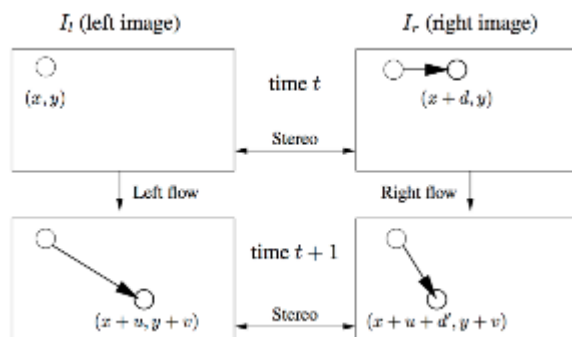 I_l (left image)
I_r (right image)
(x, y)
time t
(x + d, y)
Stereo
Left flow
Right flow
time t + 1
(x + u, y + v)
Stereo
(x + u + d', y + v)